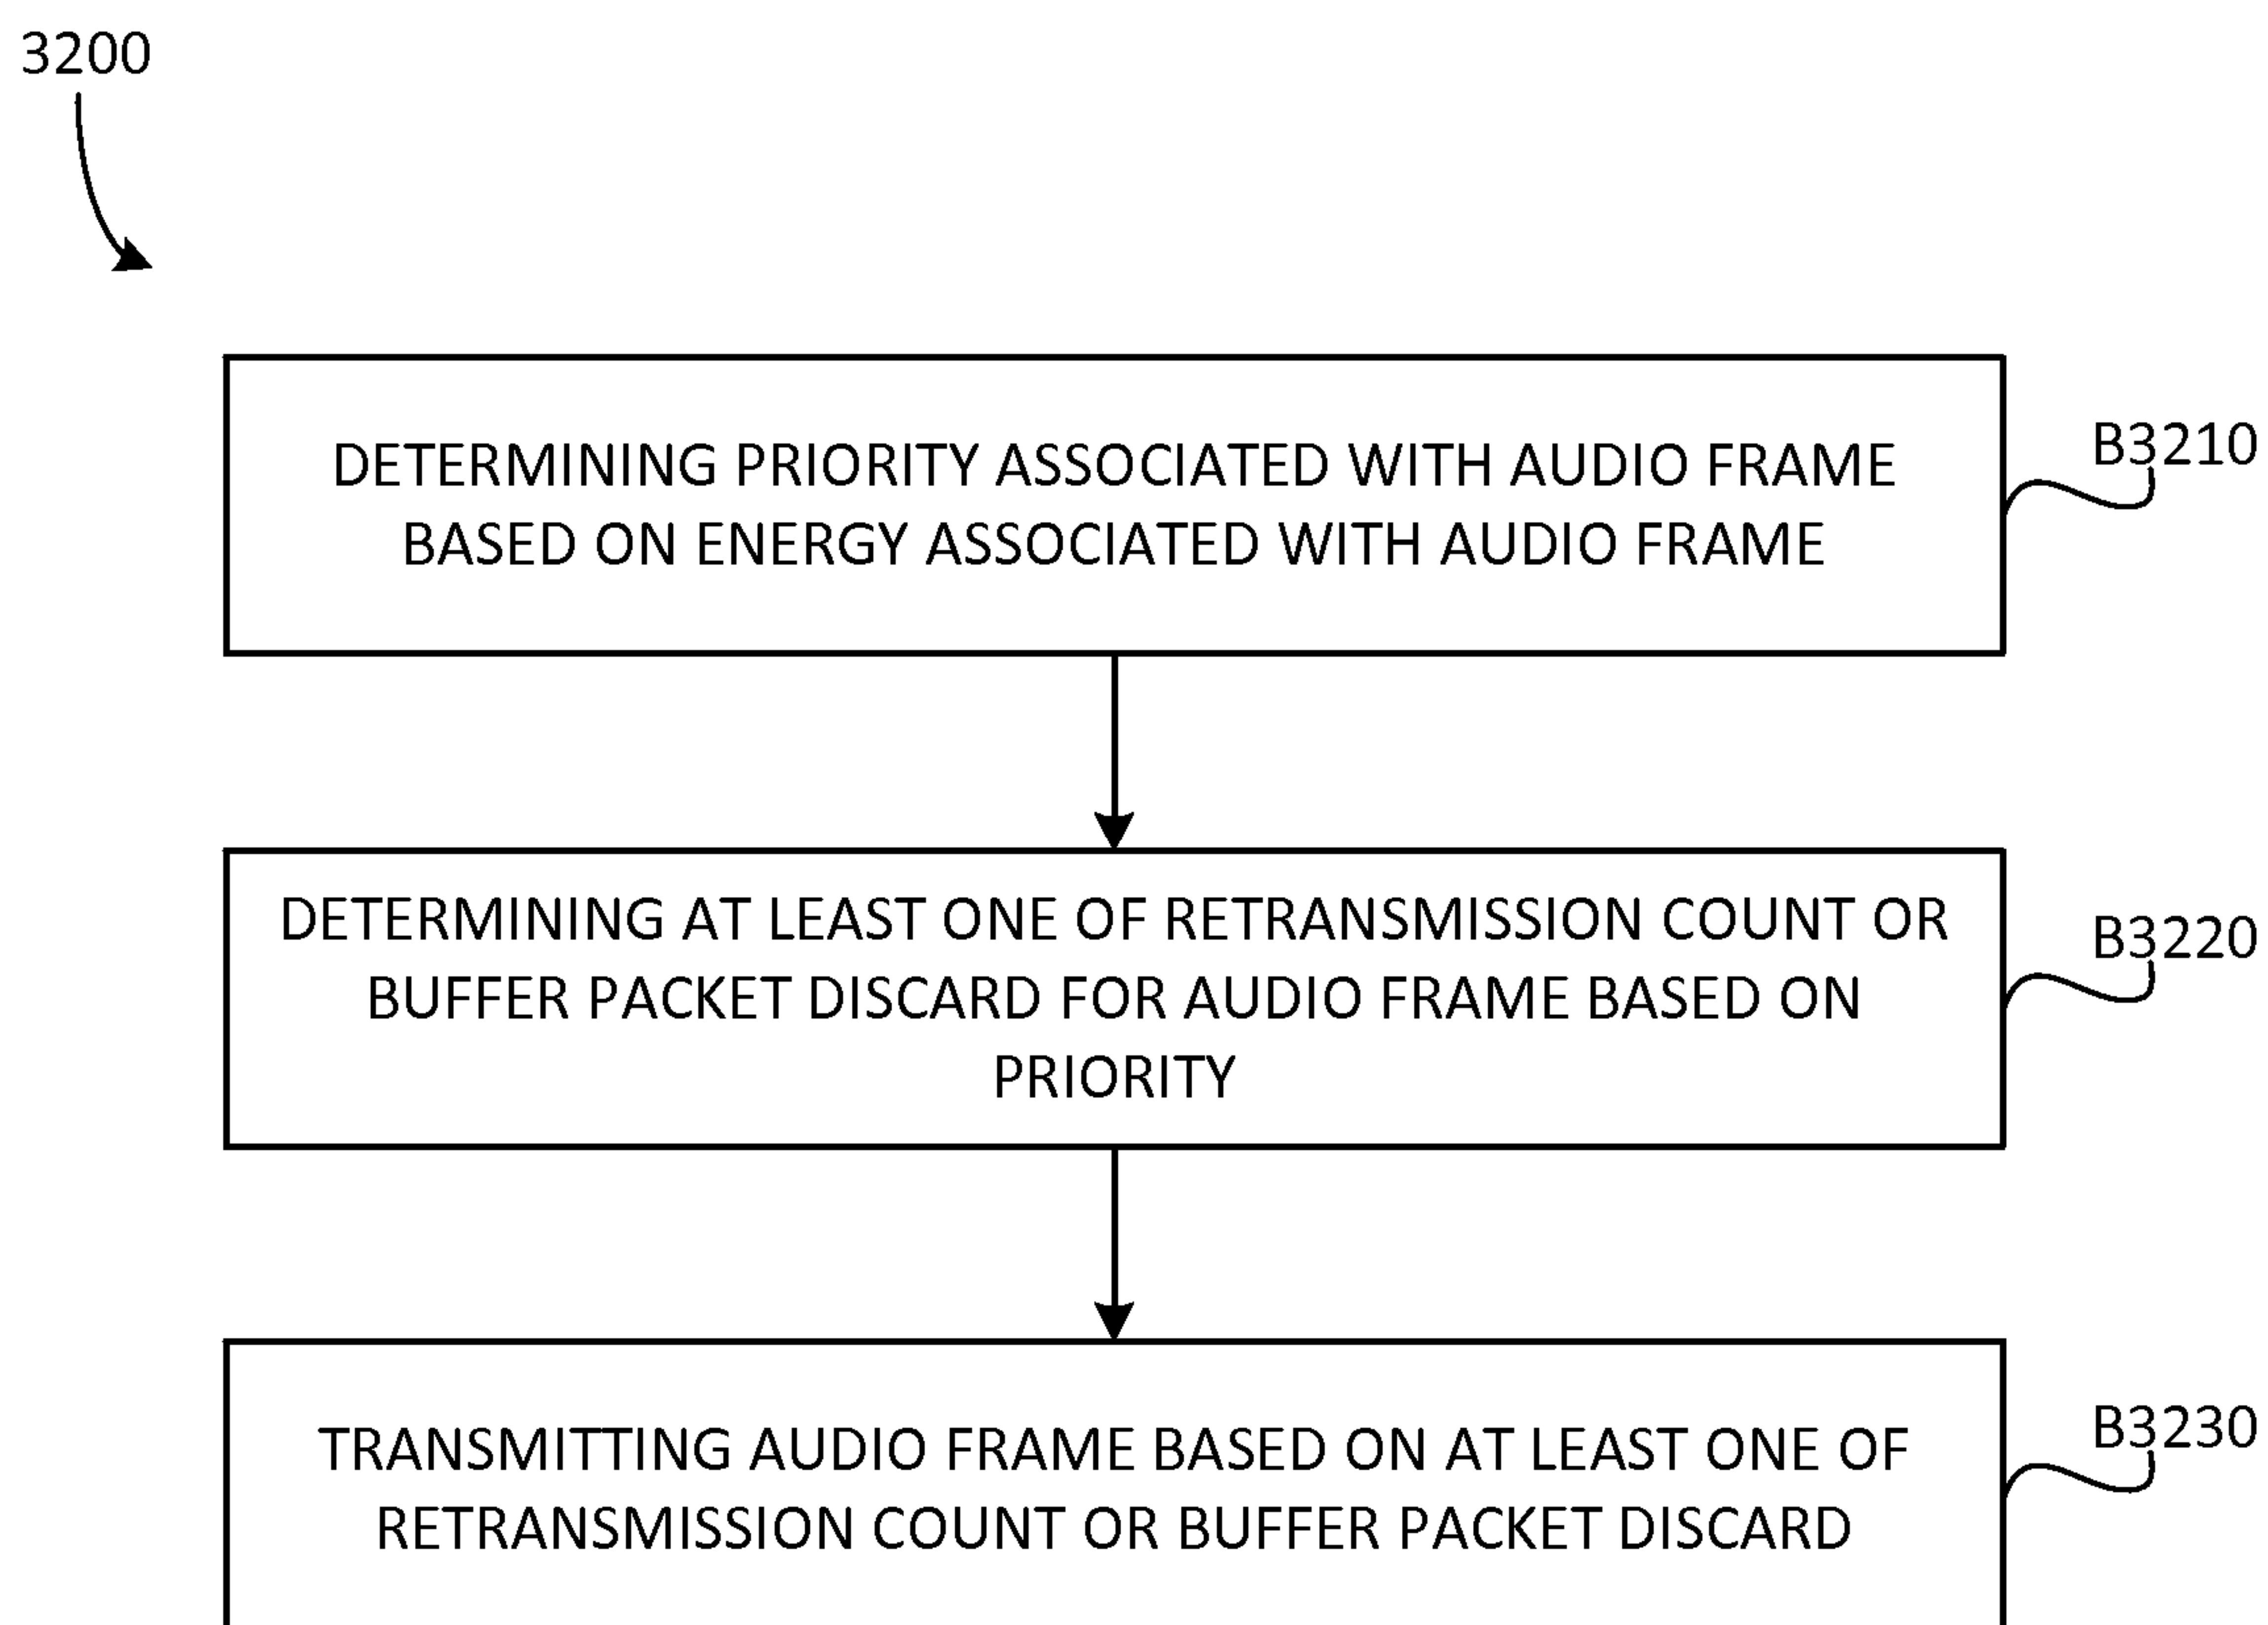 3200
DETERMINING PRIORITY ASSOCIATED WITH AUDIO FRAME
BASED ON ENERGY ASSOCIATED WITH AUDIO FRAME
B3210
DETERMINING AT LEAST ONE OF RETRANSMISSION COUNT OR
BUFFER PACKET DISCARD FOR AUDIO FRAME BASED ON
PRIORITY
B3220
TRANSMITTING AUDIO FRAME BASED ON AT LEAST ONE OF
RETRANSMISSION COUNT OR BUFFER PACKET DISCARD
B3230